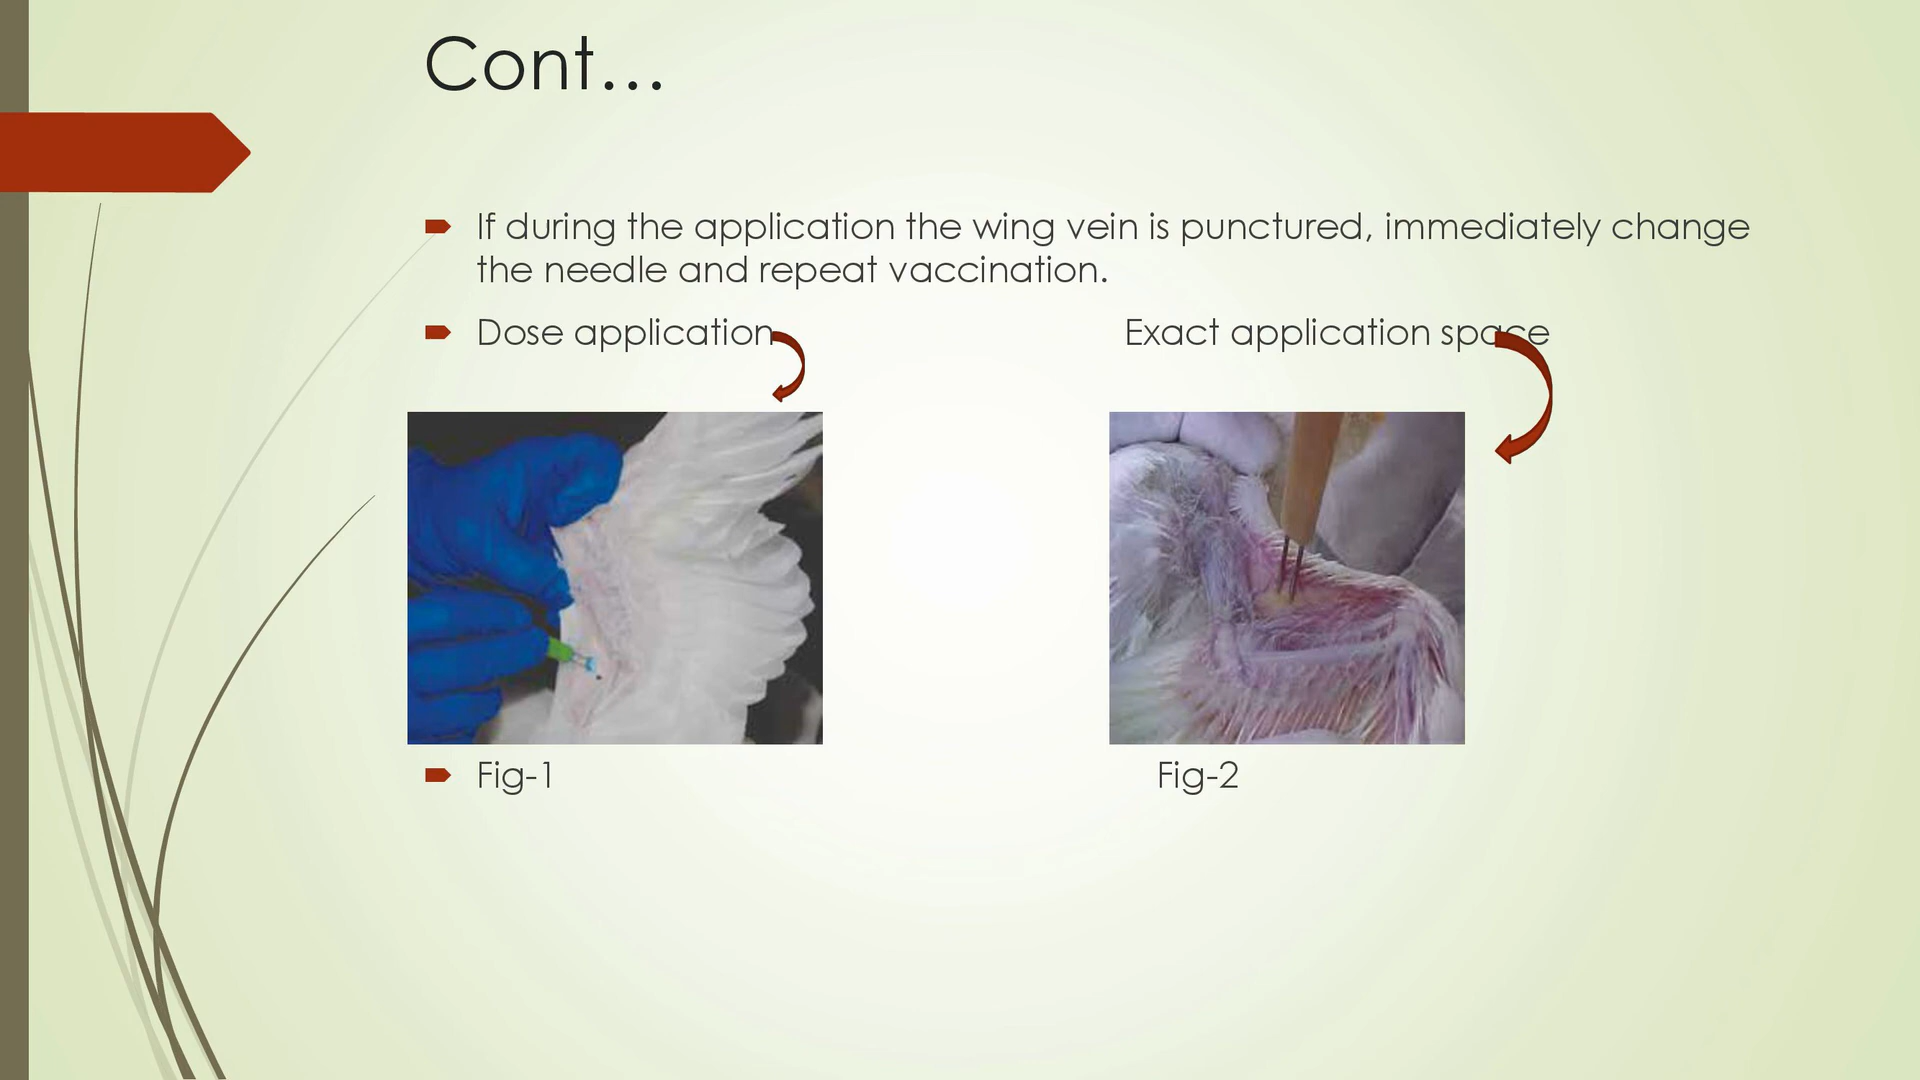 Cont...
If during the application the wing vein is punctured, immediately change
the needle and repeat vaccination.
Dose application Exact application space
Fig-1 Fig-2